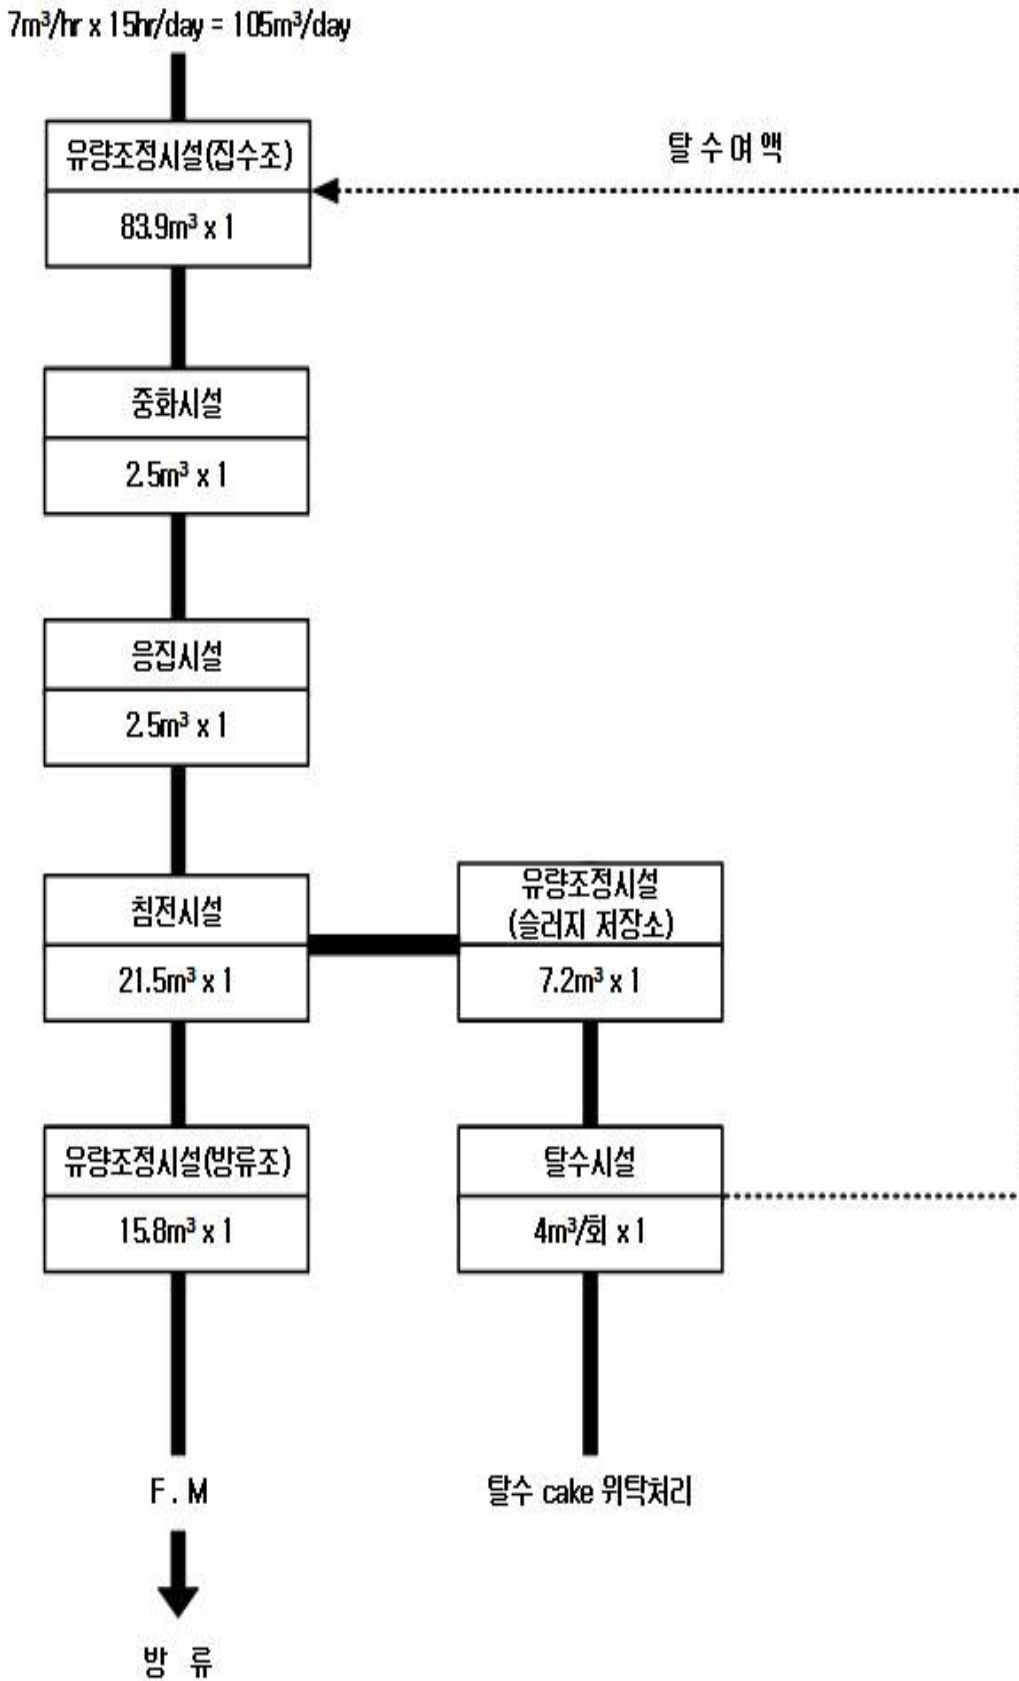 7m³/hr x 15hr/day = 105m³/day
유량조정시설(집수조)
83.9m³ x 1
탈 수 여 액
중화시설
2.5m³ x 1
응집시설
2.5m³ x 1
침전시설
21.5m³ x 1
유량조정시설
(슬러지 저장소)
7.2m³ x 1
유량조정시설(방류조)
15.8m³ x 1
탈수시설
4m³/회 x 1
F . M
탈수 cake 위탁처리
방 류